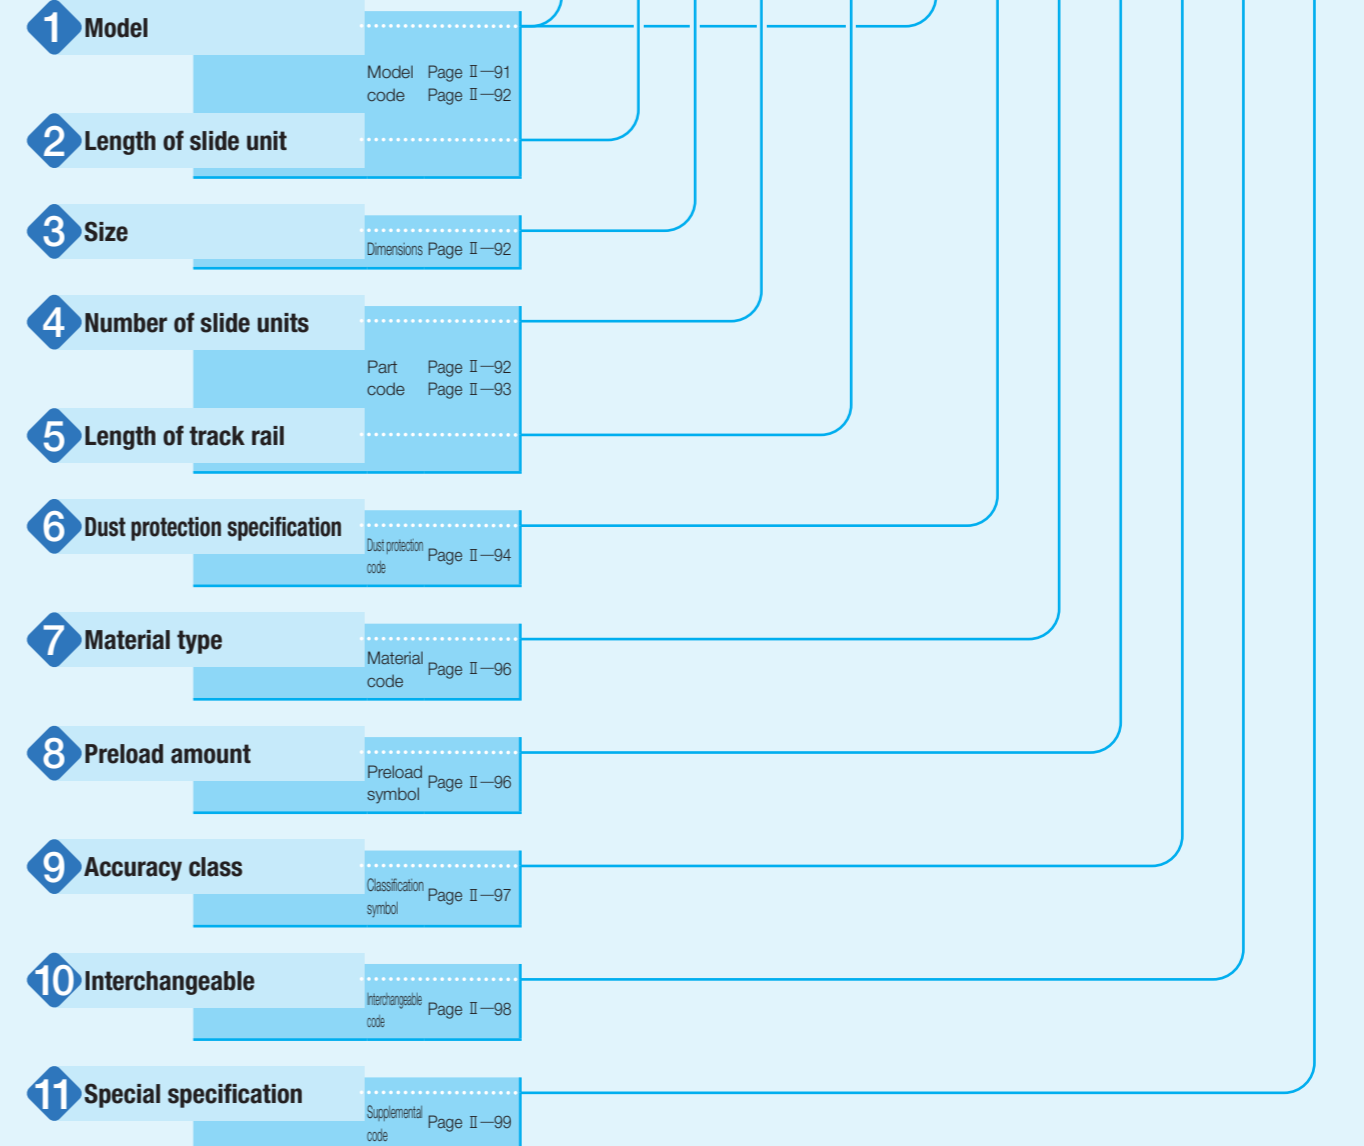 1 Model
Model Page Ⅱ—91
code Page Ⅱ—92
2 Length of slide unit
3 Size
Dimensions Page Ⅱ—92
4 Number of slide units
Part Page Ⅱ—92
code Page Ⅱ—93
5 Length of track rail
6 Dust protection specification
Dust protection
code
Page Ⅱ—94
7 Material type
Material
code
Page Ⅱ—96
8 Preload amount
Preload
symbol
Page Ⅱ—96
9 Accuracy class
Classification
symbol
Page Ⅱ—97
10 Interchangeable
Interchangeable
code
Page Ⅱ—98
11 Special specification
Supplemental
code
Page Ⅱ—99